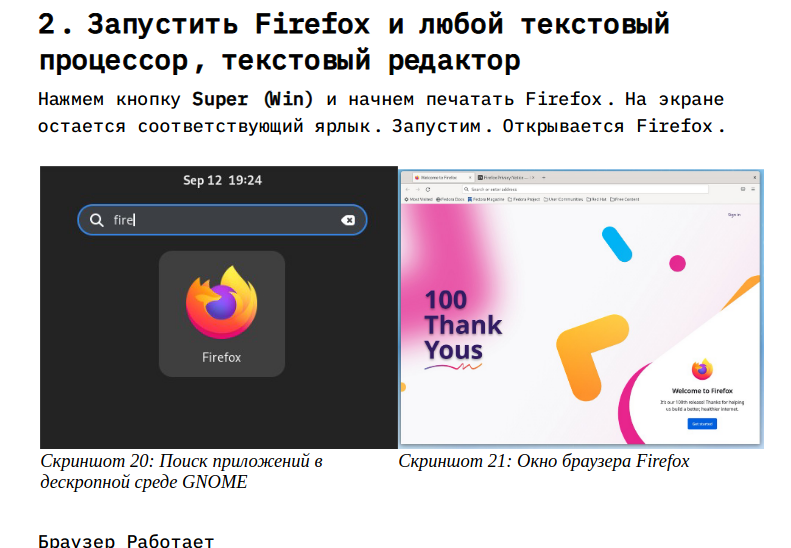 2. Запустить Firefox и любой текстовый
процессор, текстовый редактор
Нажмем кнопку Super (Win) и начнем печатать Firefox. На экране
остается соответствующий ярлык. Запустим. Открывается Firefox.
Sep 12 19:24
fire
Firefox
Welcome to Firefox
Firefox Privacy Notice
Search or enter address
Most Visited Fedora Docs Fedora Magazine Fedora Project User Communities Red Hat Free Content
Sign in
100
Thank
Yous
Welcome to Firefox
It's our 100th release! Thanks for helping
us build a better, healthier internet.
Get started
Скриншот 20: Поиск приложений в
дескропной среде GNOME
Скриншот 21: Окно браузера Firefox
Браузер Работает